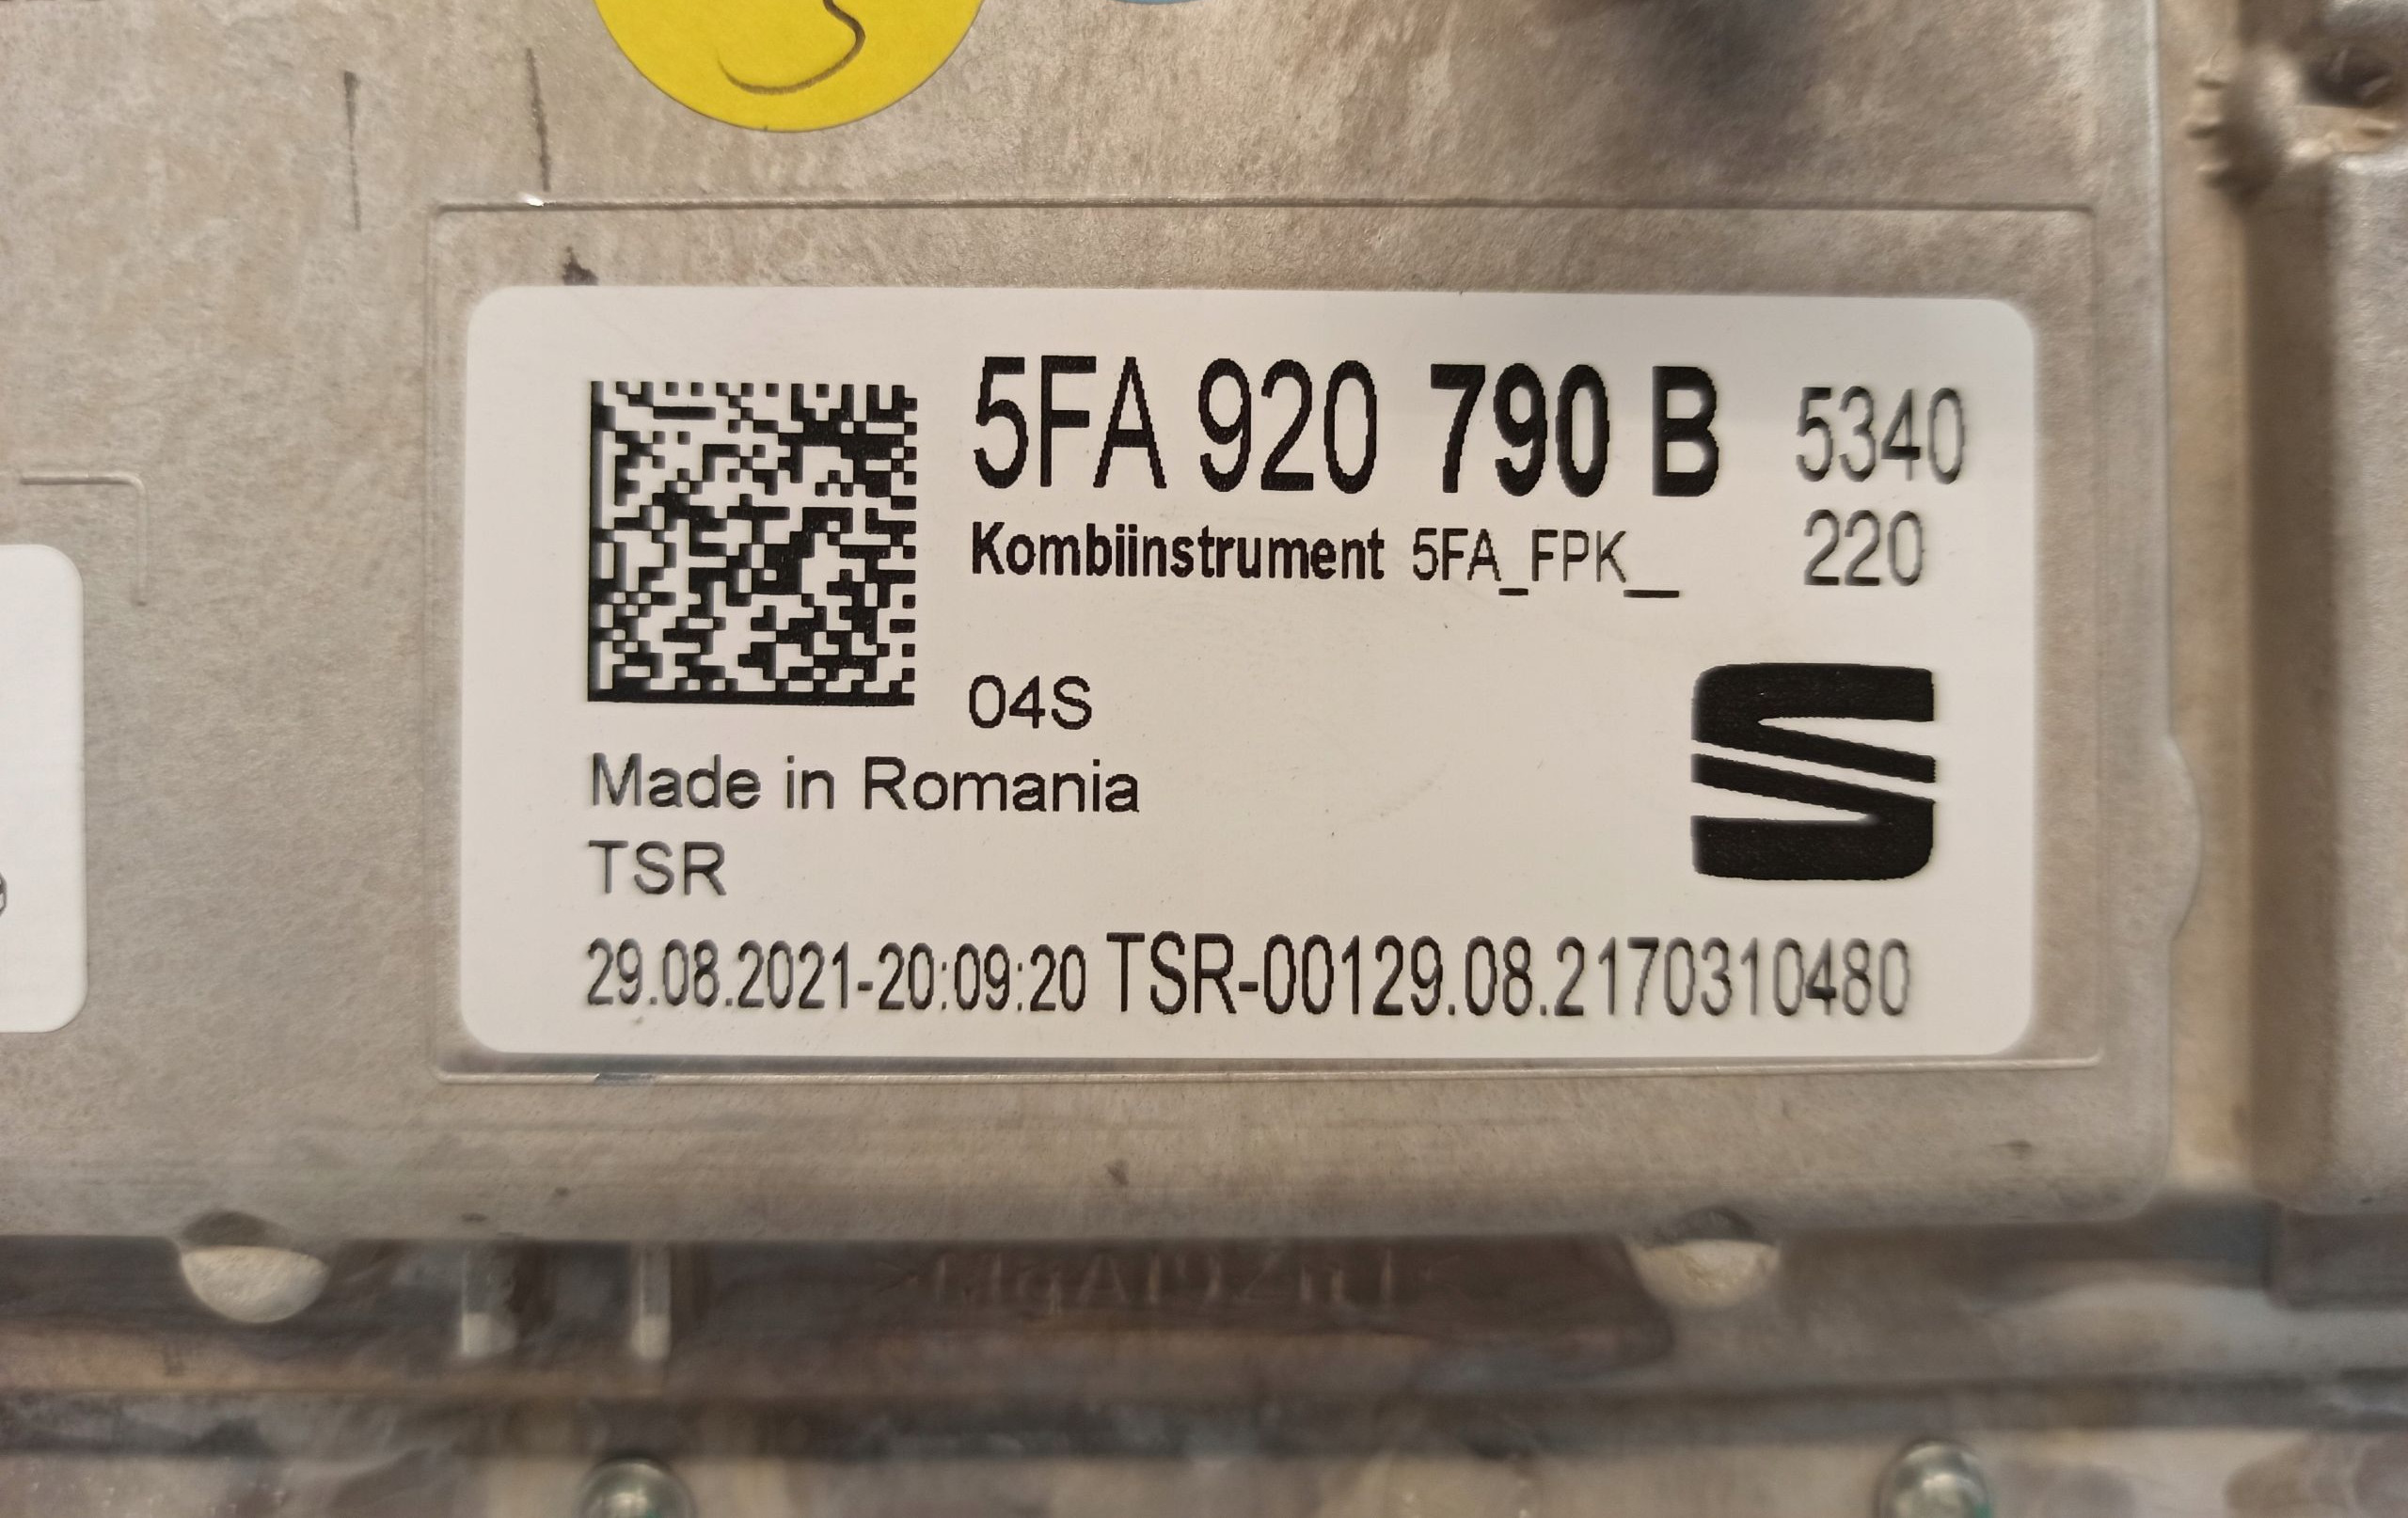 5FA 920 790 B 5340
Kombiinstrument 5FA_FPK__ 220
04S
Made in Romania
TSR
29.08.2021-20:09:20 TSR-00129.08.2170310480